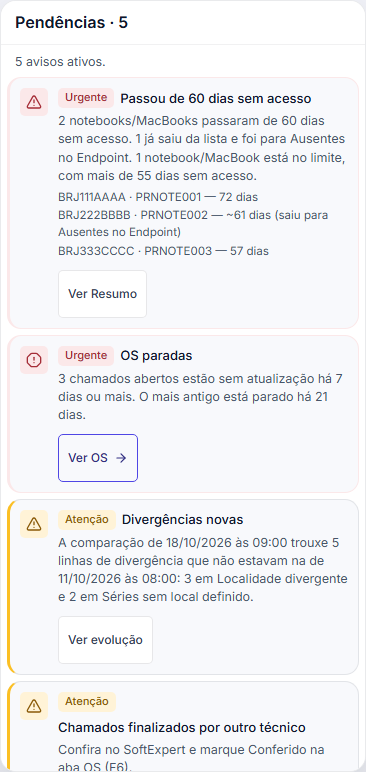 Pendências · 5
5 avisos ativos.
Urgente Passou de 60 dias sem acesso
2 notebooks/MacBooks passaram de 60 dias
sem acesso. 1 já saiu da lista e foi para Ausentes
no Endpoint. 1 notebook/MacBook está no limite,
com mais de 55 dias sem acesso.
BRJ111AAAA · PRNOTE001 — 72 dias
BRJ222BBBB · PRNOTE002 — ~61 dias (saiu para
Ausentes no Endpoint)
BRJ333CCCC · PRNOTE003 — 57 dias
Ver Resumo
Urgente OS paradas
3 chamados abertos estão sem atualização há 7
dias ou mais. O mais antigo está parado há 21
dias.
Ver OS →
Atenção Divergências novas
A comparação de 18/10/2026 às 09:00 trouxe 5
linhas de divergência que não estavam na de
11/10/2026 às 08:00: 3 em Localidade divergente
e 2 em Séries sem local definido.
Ver evolução
Atenção
Chamados finalizados por outro técnico
Confira no SoftExpert e marque Conferido na
aba OS (F6).